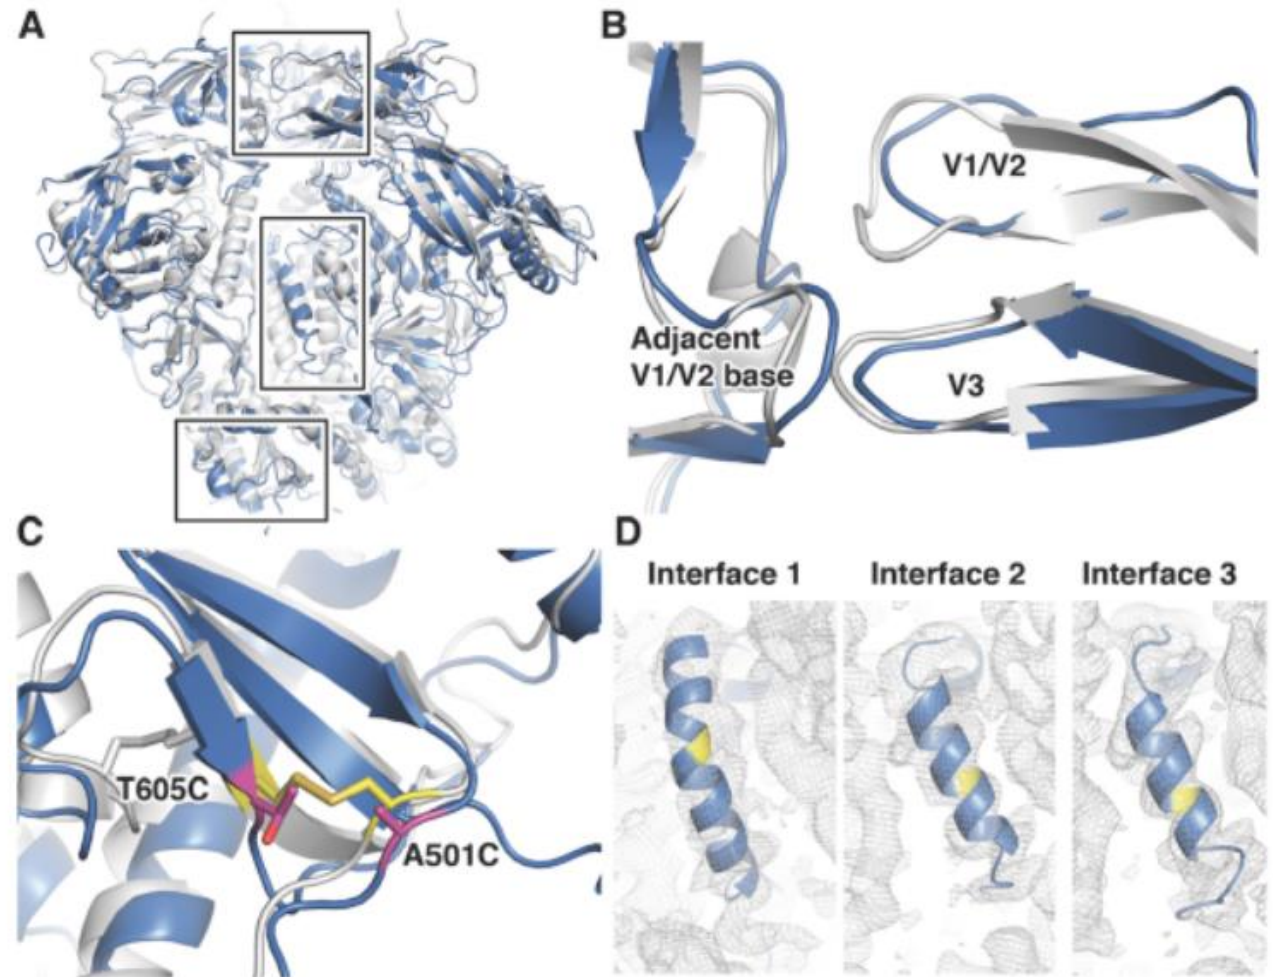 A
B
V1/V2
Adjacent
V1/V2 base
V3
C
T605C
A501C
D
Interface 1 Interface 2 Interface 3